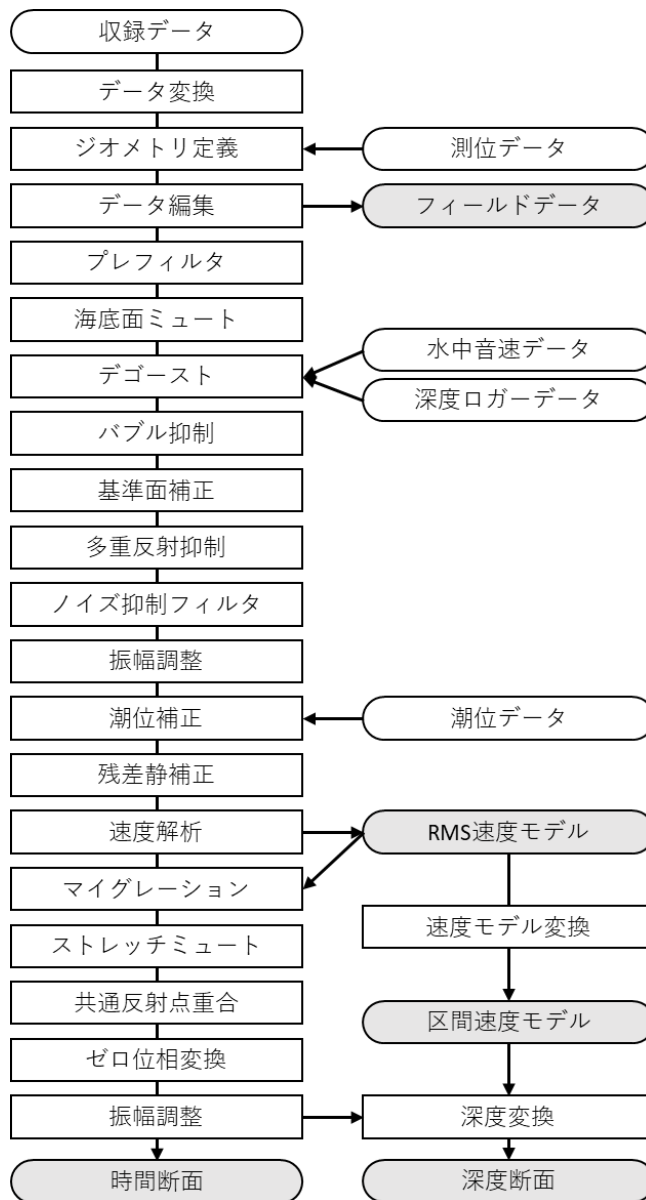 収録データ
データ変換
ジオメトリ定義
測位データ
データ編集
フィールドデータ
プレフィルタ
海底面ミュート
水中音速データ
デゴースト
深度ロガーデータ
バブル抑制
基準面補正
多重反射抑制
ノイズ抑制フィルタ
振幅調整
潮位補正
潮位データ
残差静補正
速度解析
RMS速度モデル
マイグレーション
速度モデル変換
ストレッチミュート
共通反射点重合
区間速度モデル
ゼロ位相変換
振幅調整
深度変換
時間断面
深度断面